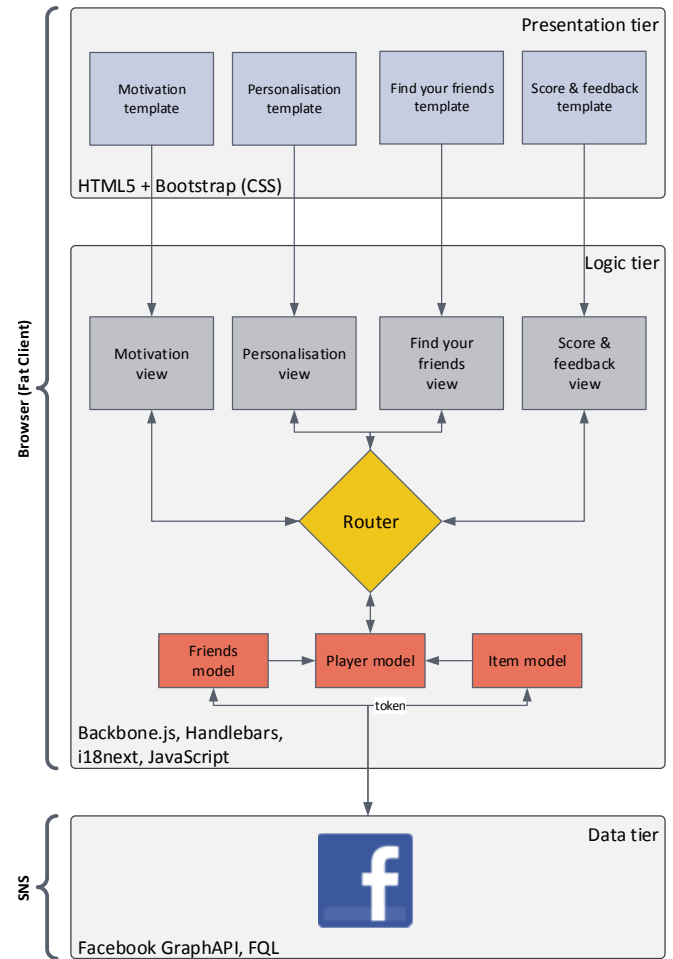 Presentation tier
Motivation
template
Personalisation
template
Find your friends
template
Score & feedback
template
HTML5 + Bootstrap (CSS)
Browser (Fat Client)
Logic tier
Motivation
view
Personalisation
view
Find your
friends
view
Score &
feedback
view
Router
Friends
model
Player model
Item model
token
Backbone.js, Handlebars,
i18next, JavaScript
SNS
Data tier
f
Facebook GraphAPI, FQL